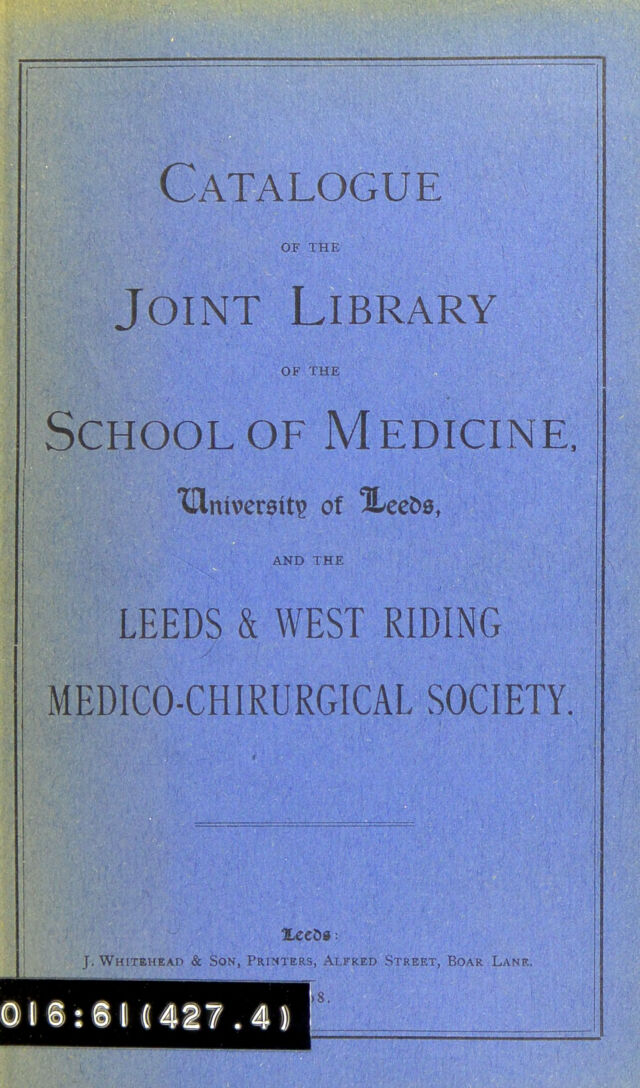 CATALOGUE
OF THE
JOINT LIBRARY
OF THE
SCHOOL OF MEDICINE,
University of Leeds,
AND THE
LEEDS & WEST RIDING
MEDICO-CHIRURGICAL SOCIETY.
Leeds:
J. WHITEHEAD & SON, PRINTERS, ALFRED STREET, BOAR LANE.
8.
016:61(427.4)